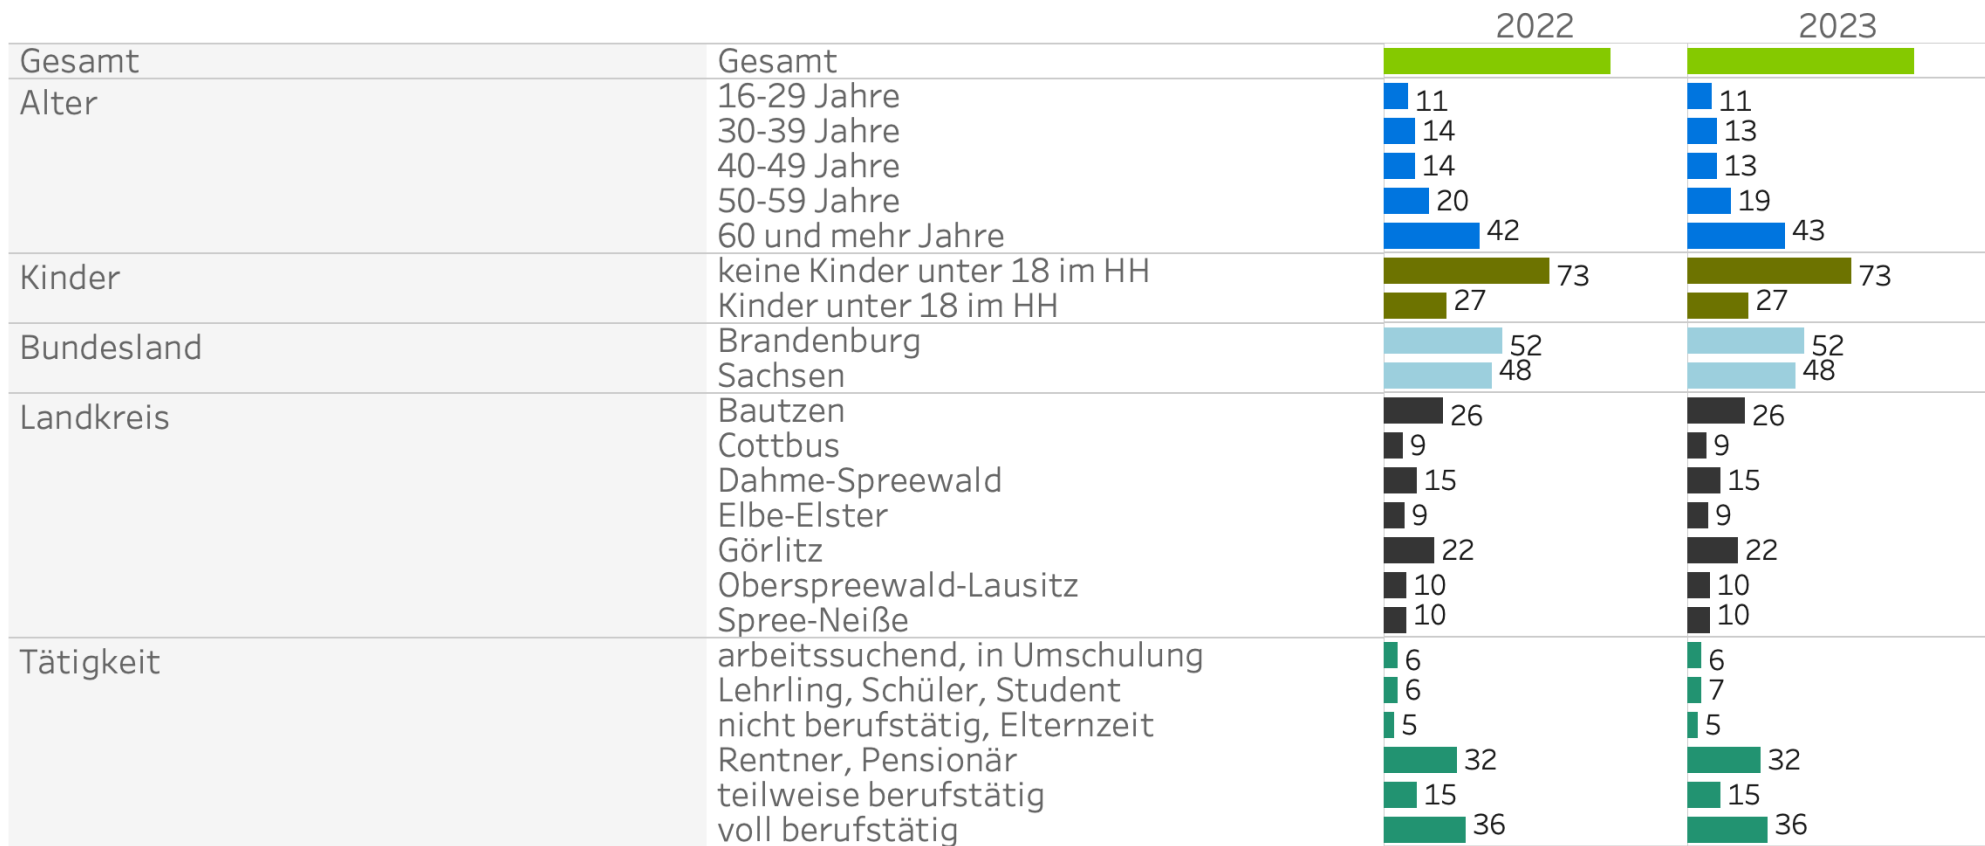 2022 2023
Gesamt Gesamt
Alter 16-29 Jahre 11 11
30-39 Jahre 14 13
40-49 Jahre 14 13
50-59 Jahre 20 19
60 und mehr Jahre 42 43
Kinder keine Kinder unter 18 im HH 73 73
Kinder unter 18 im HH 27 27
Bundesland Brandenburg 52 52
Sachsen 48 48
Landkreis Bautzen 26 26
Cottbus 9 9
Dahme-Spreewald 15 15
Elbe-Elster 9 9
Görlitz 22 22
Oberspreewald-Lausitz 10 10
Spree-Neiße 10 10
Tätigkeit arbeitssuchend, in Umschulung 6 6
Lehrling, Schüler, Student 6 7
nicht berufstätig, Elternzeit 5 5
Rentner, Pensionär 32 32
teilweise berufstätig 15 15
voll berufstätig 36 36